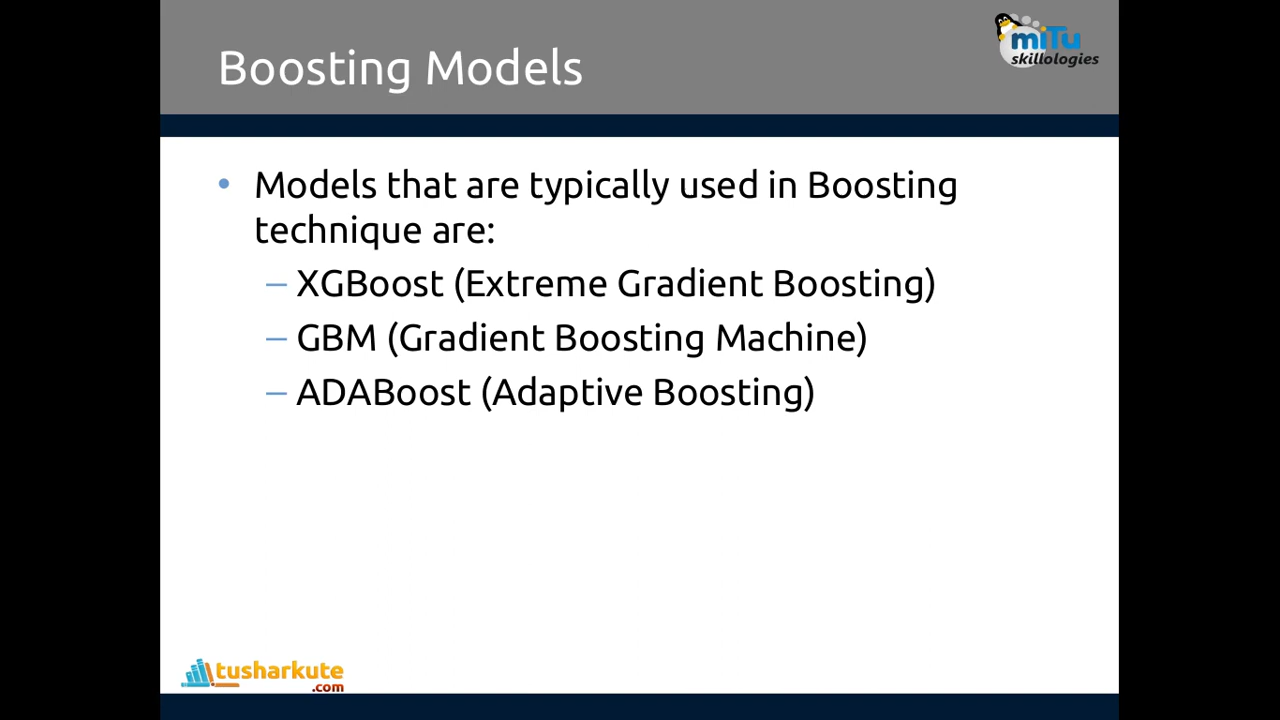 Boosting Models
miTu
skillologies
• Models that are typically used in Boosting
technique are:
– XGBoost (Extreme Gradient Boosting)
– GBM (Gradient Boosting Machine)
– ADABoost (Adaptive Boosting)
tusharkute
.com